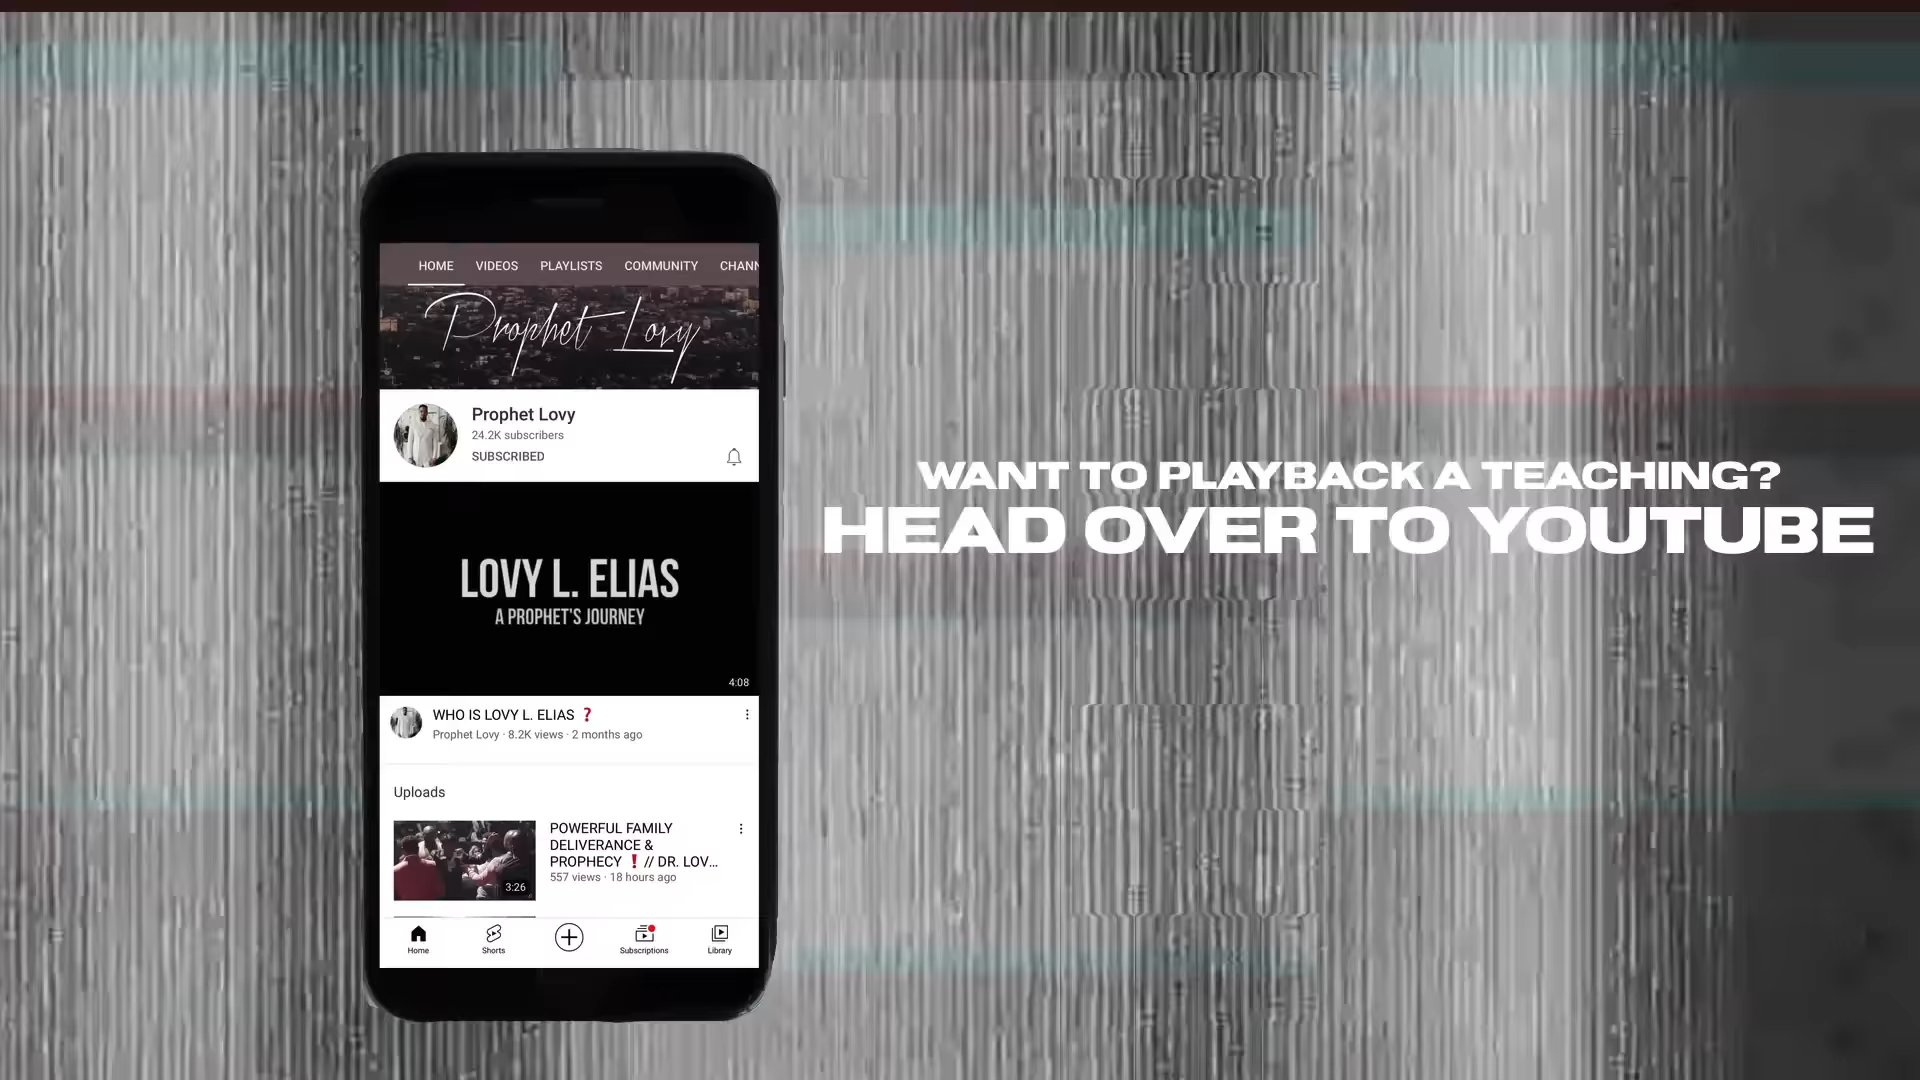 HOME VIDEOS PLAYLISTS COMMUNITY CHANN
Prophet Lovy
Prophet Lovy
24.2K subscribers
SUBSCRIBED
LOVY L. ELIAS
A PROPHET'S JOURNEY
4:08
WHO IS LOVY L. ELIAS ❓
Prophet Lovy · 8.2K views · 2 months ago
Uploads
POWERFUL FAMILY
DELIVERANCE &
PROPHECY ❗ // DR. LOV...
557 views · 18 hours ago
3:26
Home Shorts Subscriptions Library
WANT TO PLAYBACK A TEACHING?
HEAD OVER TO YOUTUBE